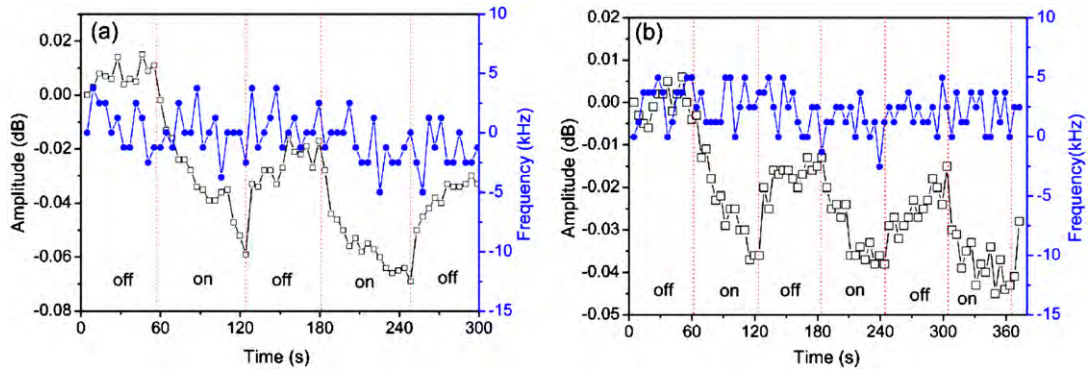 (a)
Amplitude (dB)
0.02
0.00
-0.02
-0.04
-0.06
-0.08
off on off on off
0 60 120 180 240 300
Time (s)
10
5
0
-5
-10
-15
Frequency(kHz)
(b)
Amplitude (dB)
0.02
0.01
0.00
-0.01
-0.02
-0.03
-0.04
-0.05
off on off on off on
0 60 120 180 240 300 360
Time (s)
10
5
0
-5
-10
-15
Frequency(kHz)